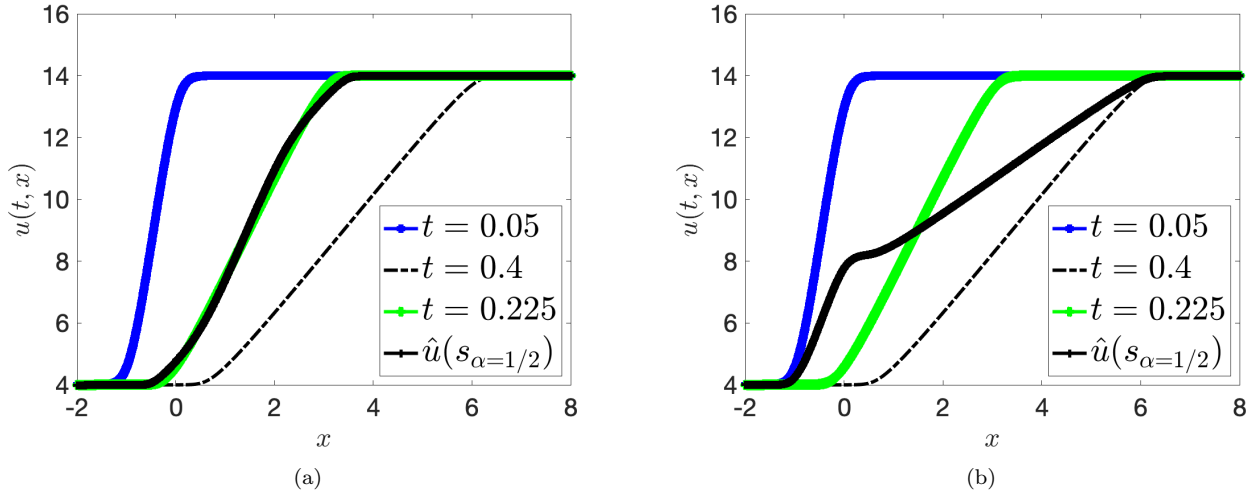 16
14
12
10
8
6
4
-2 0 2 4 6 8
u(t, x)
x
t = 0.05
t = 0.4
t = 0.225
û(s_{α=1/2})
(a)
16
14
12
10
8
6
4
-2 0 2 4 6 8
u(t, x)
x
t = 0.05
t = 0.4
t = 0.225
û(s_{α=1/2})
(b)